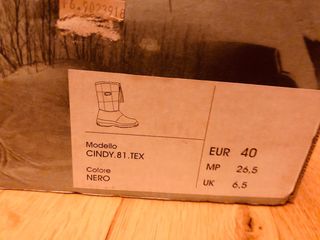 Modello
CINDY.81.TEX
Colore
NERO
EUR 40
MP 26.5
UK 6.5